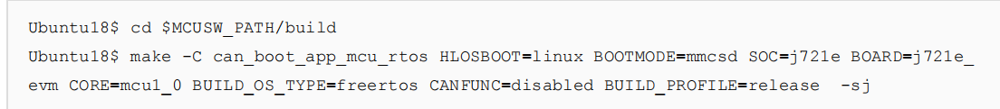 Ubuntu18$ cd $MCUSW_PATH/build
Ubuntu18$ make -C can_boot_app_mcu_rtos HLOSBOOT=linux BOOTMODE=mmcsd SOC=j721e BOARD=j721e_
evm CORE=mcu1_0 BUILD_OS_TYPE=freertos CANFUNC=disabled BUILD_PROFILE=release  -sj